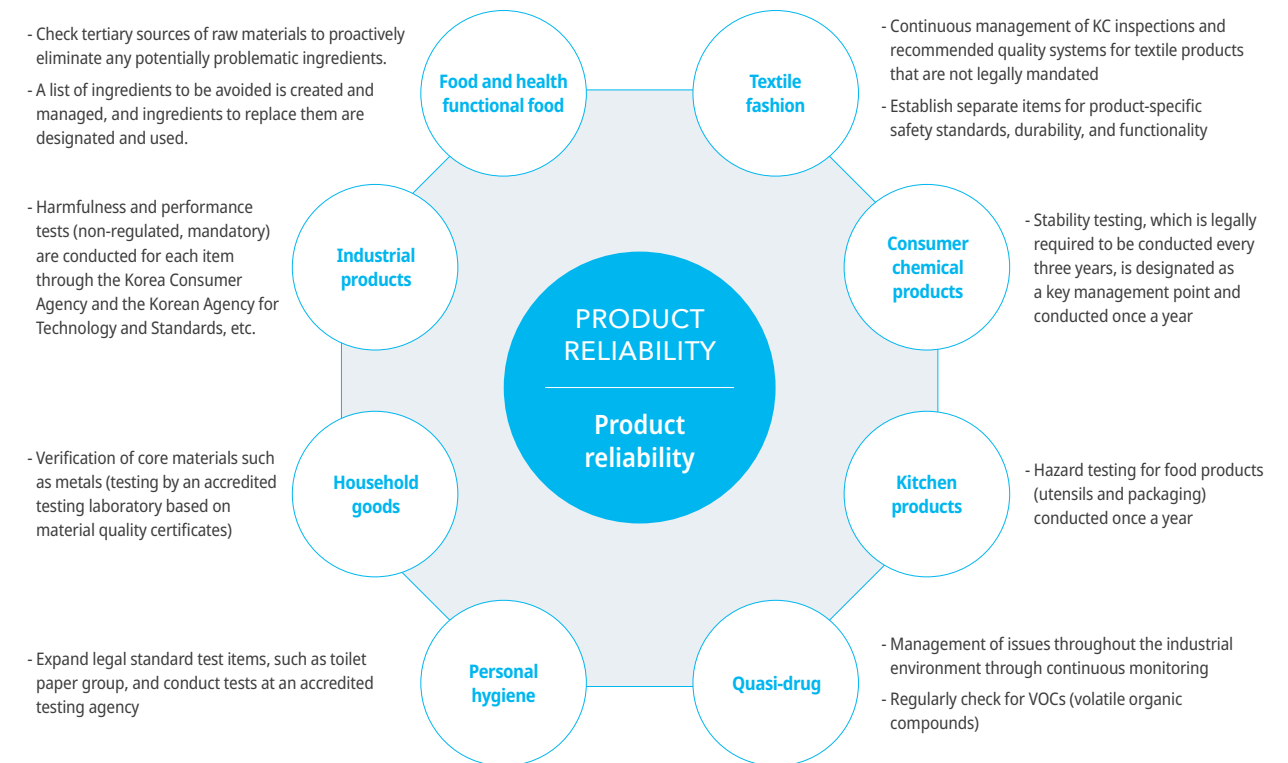 - Check tertiary sources of raw materials to proactively
eliminate any potentially problematic ingredients.
- A list of ingredients to be avoided is created and
managed, and ingredients to replace them are
designated and used.
Food and health
functional food
Textile
fashion
- Continuous management of KC inspections and
recommended quality systems for textile products
that are not legally mandated
- Establish separate items for product-specific
safety standards, durability, and functionality
- Harmfulness and performance
tests (non-regulated, mandatory)
are conducted for each item
through the Korea Consumer
Agency and the Korean Agency for
Technology and Standards, etc.
Industrial
products
Consumer
chemical
products
- Stability testing, which is legally
required to be conducted every
three years, is designated as
a key management point and
conducted once a year
PRODUCT
RELIABILITY
Product
reliability
- Verification of core materials such
as metals (testing by an accredited
testing laboratory based on
material quality certificates)
Household
goods
Kitchen
products
- Hazard testing for food products
(utensils and packaging)
conducted once a year
- Expand legal standard test items, such as toilet
paper group, and conduct tests at an accredited
testing agency
Personal
hygiene
Quasi-drug
- Management of issues throughout the industrial
environment through continuous monitoring
- Regularly check for VOCs (volatile organic
compounds)